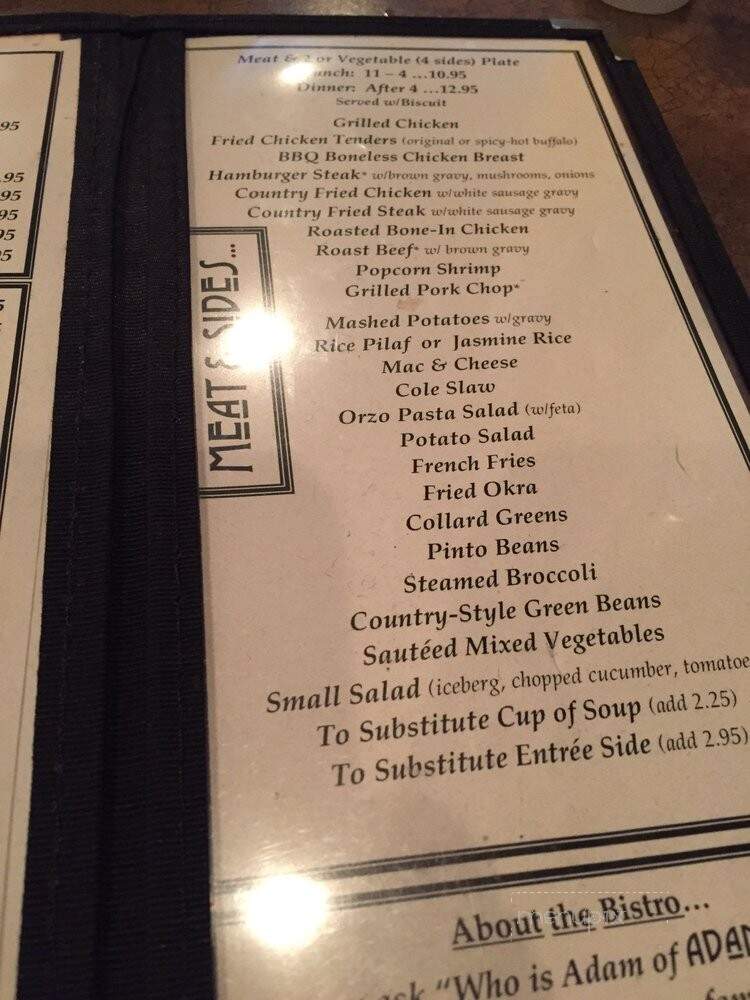 Meat & 2 or Vegetable (4 sides) Plate
Lunch: 11 – 4 ...10.95
Dinner: After 4 ...12.95
Served w/Biscuit
Grilled Chicken
Fried Chicken Tenders (original or spicy-hot buffalo)
BBQ Boneless Chicken Breast
Hamburger Steak* w/brown gravy, mushrooms, onions
Country Fried Chicken w/white sausage gravy
Country Fried Steak w/white sausage gravy
Roasted Bone-In Chicken
Roast Beef* w/ brown gravy
Popcorn Shrimp
Grilled Pork Chop*
MEAT & SIDES...
Mashed Potatoes w/gravy
Rice Pilaf or Jasmine Rice
Mac & Cheese
Cole Slaw
Orzo Pasta Salad (w/feta)
Potato Salad
French Fries
Fried Okra
Collard Greens
Pinto Beans
Steamed Broccoli
Country-Style Green Beans
Sautéed Mixed Vegetables
Small Salad (iceberg, chopped cucumber, tomatoe
To Substitute Cup of Soup (add 2.25)
To Substitute Entrée Side (add 2.95)
About the Bistro...
ask "Who is Adam of ADAM
.95
.95
.95
.95